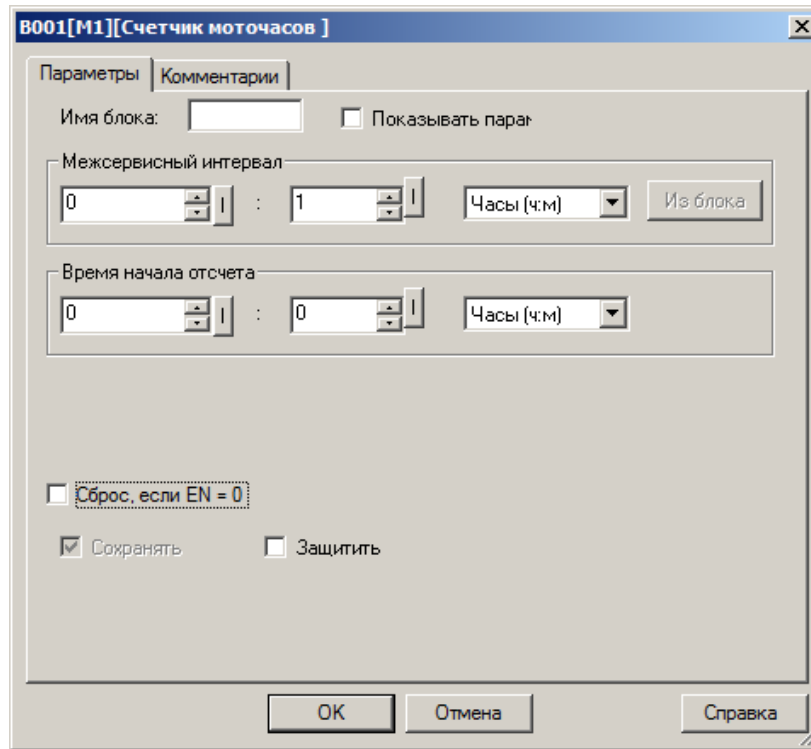 B001[M1][Счетчик моточасов ]
Параметры Комментарии
Имя блока: Показывать парам
Межсервисный интервал
0 : 1 Часы (ч:м) Из блока
Время начала отсчета
0 : 0 Часы (ч:м)
Сброс, если EN = 0
Сохранять Защитить
OK Отмена Справка